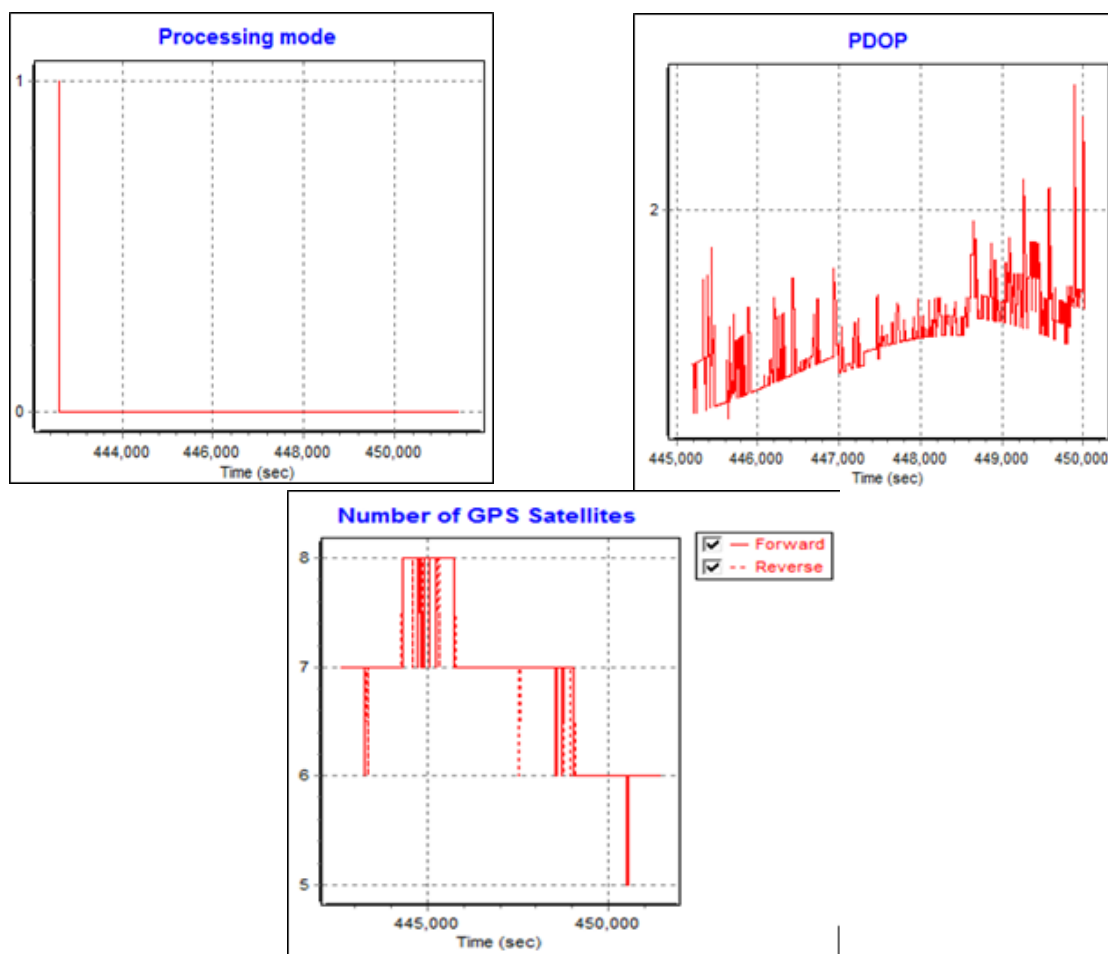 Processing mode
1
0
444,000 446,000 448,000 450,000
Time (sec)
PDOP
2
445,000 446,000 447,000 448,000 449,000 450,000
Time (sec)
Number of GPS Satellites
Forward
Reverse
8
7
6
5
445,000 450,000
Time (sec)